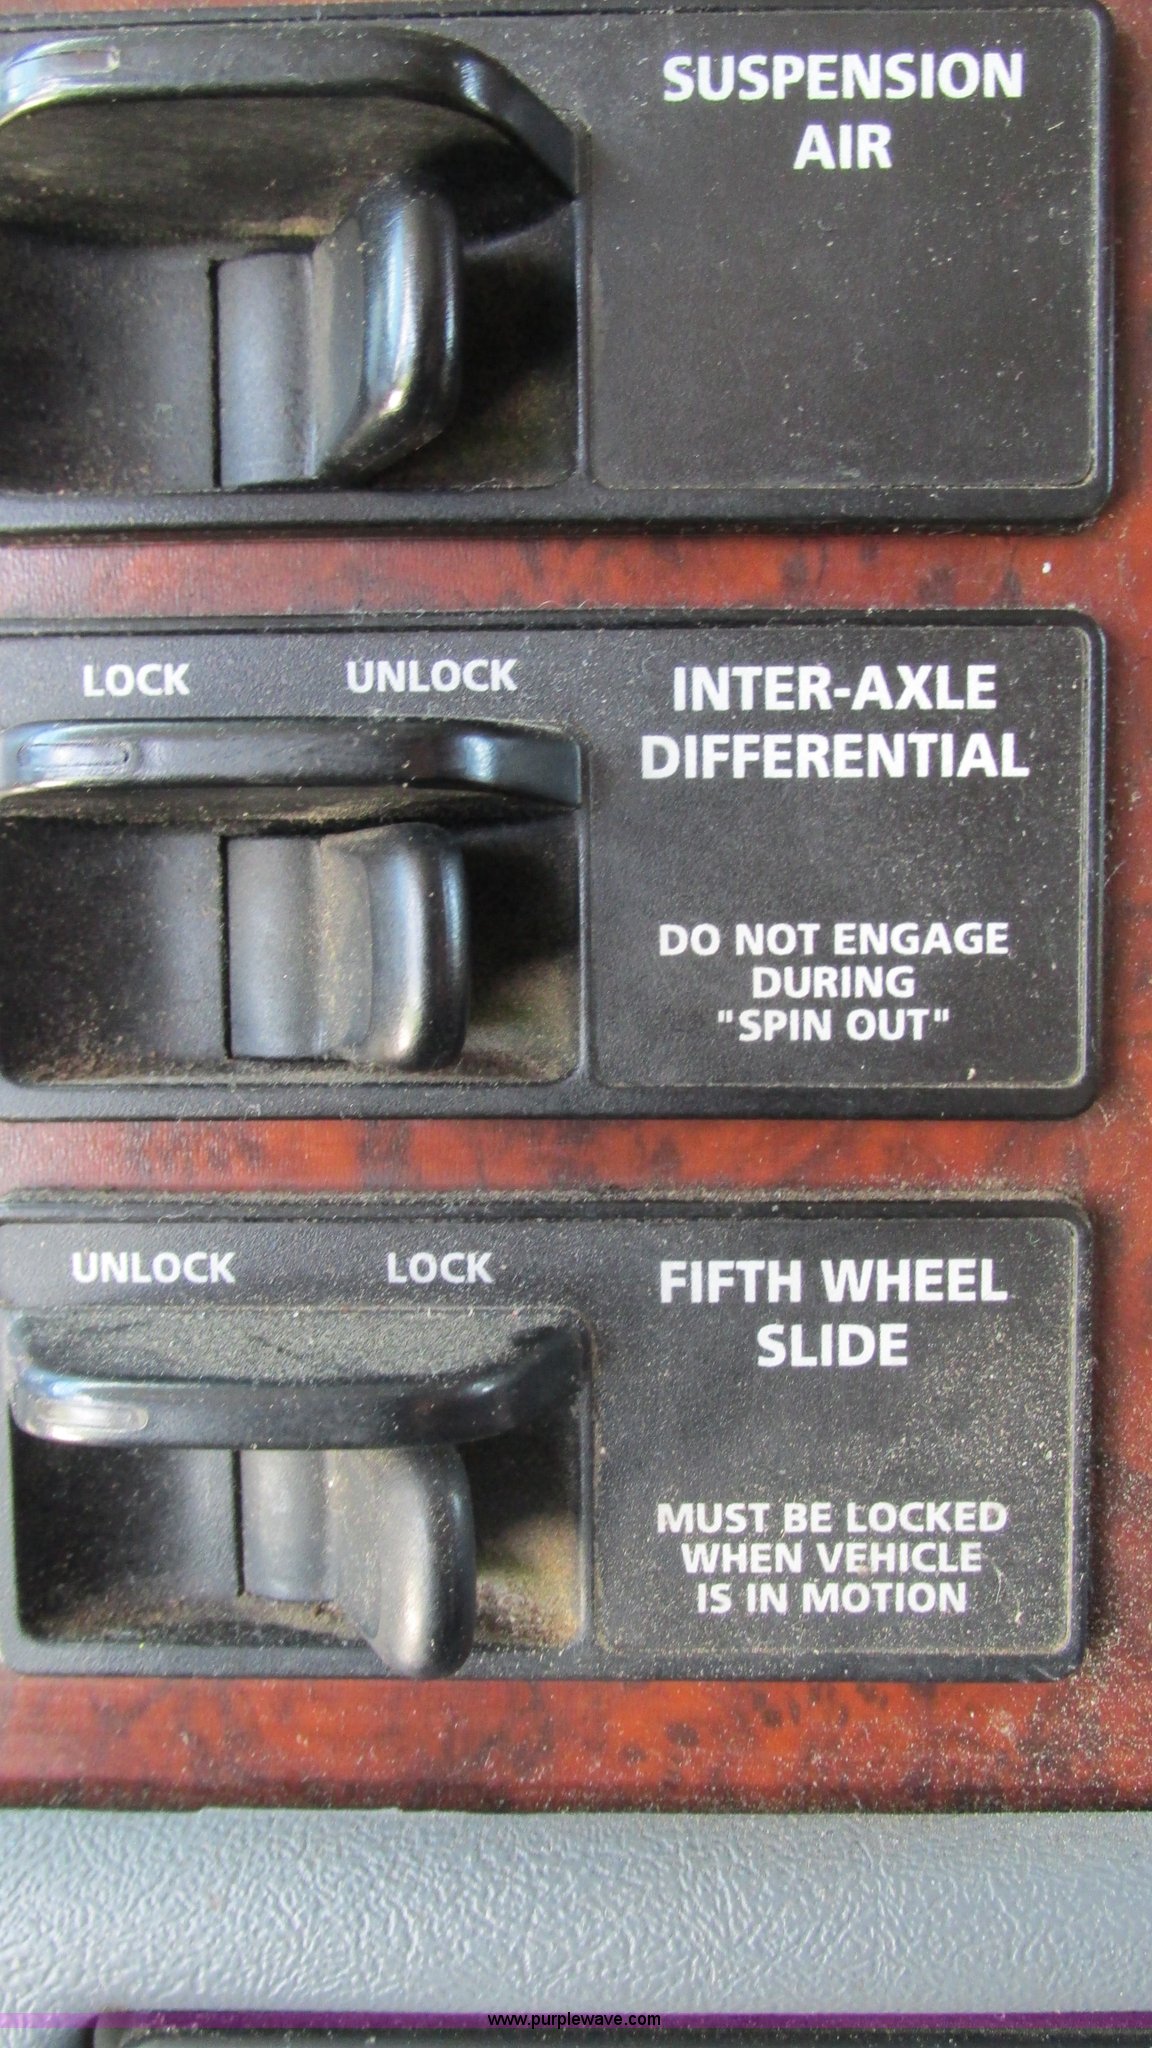 SUSPENSION
AIR
LOCK UNLOCK
INTER-AXLE
DIFFERENTIAL
DO NOT ENGAGE
DURING
"SPIN OUT"
UNLOCK LOCK
FIFTH WHEEL
SLIDE
MUST BE LOCKED
WHEN VEHICLE
IS IN MOTION
www.purplewave.com